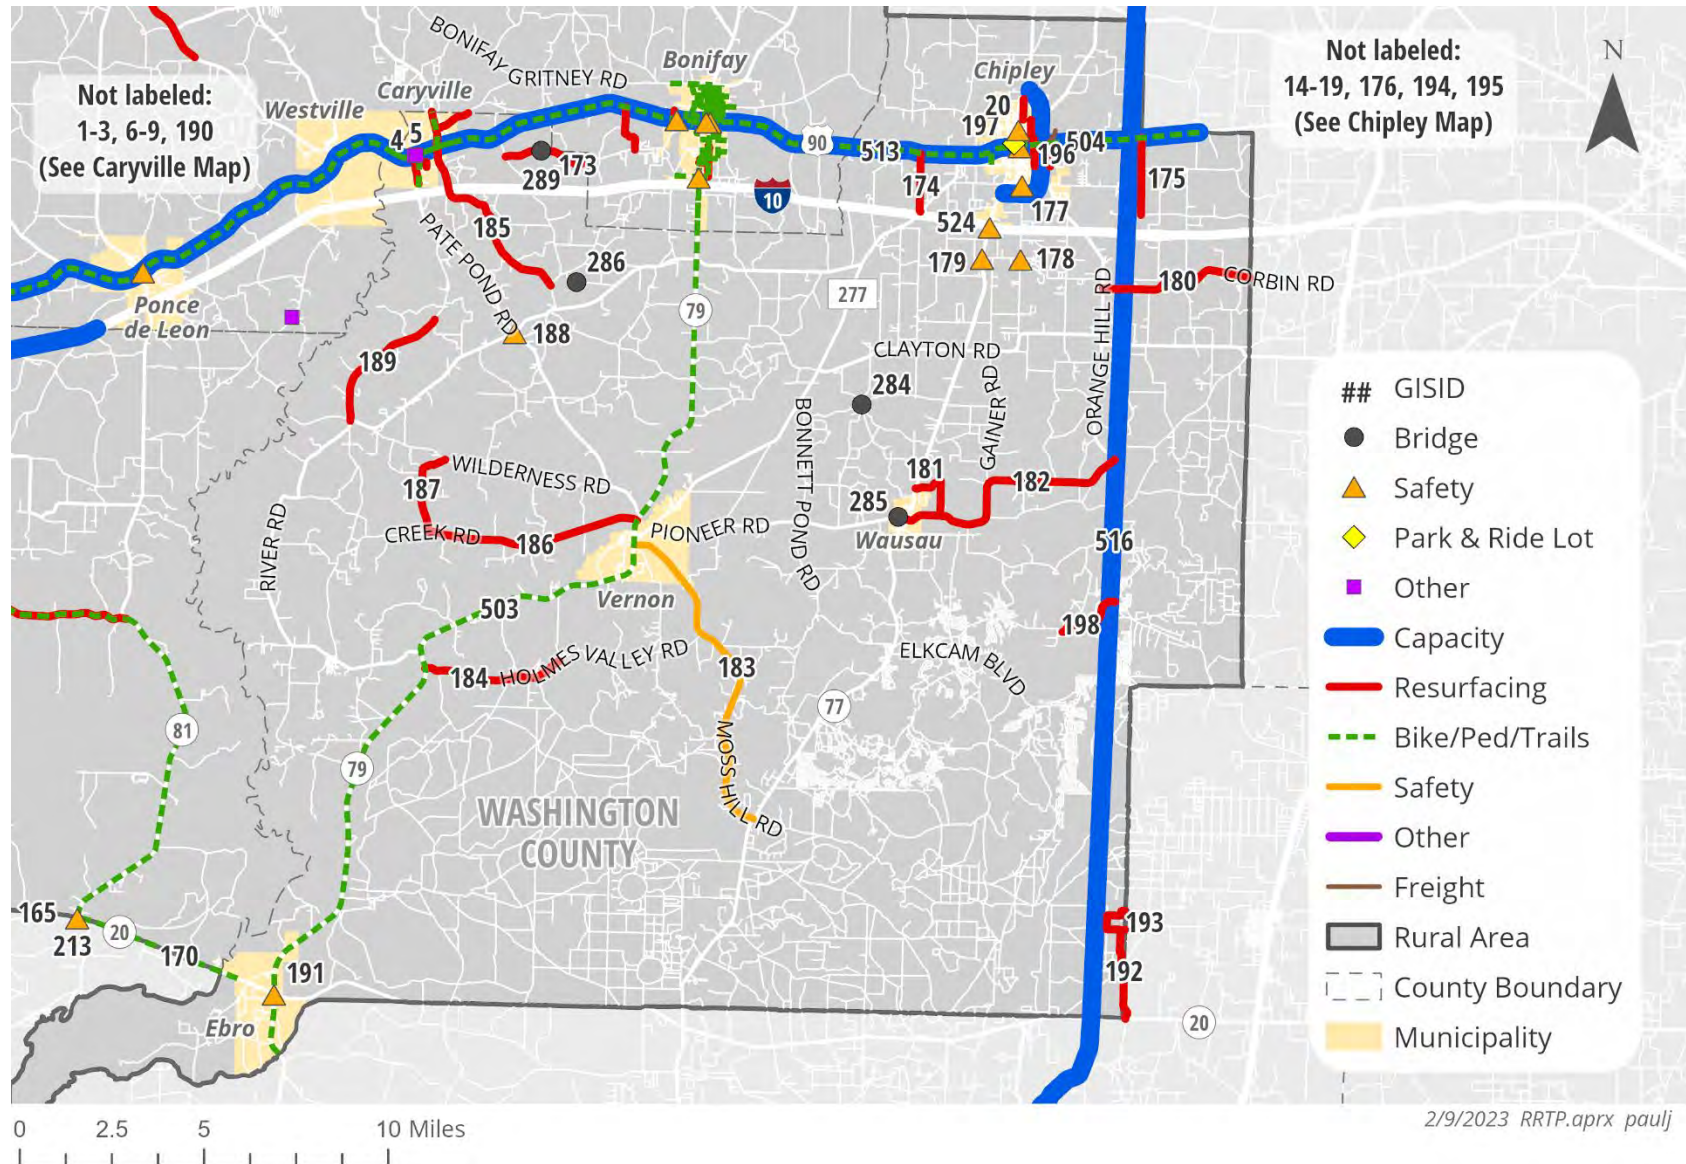 BONIFAY GRITNEY RD
Bonifay
Chipley
Not labeled:
1-3, 6-9, 190
(See Caryville Map)
Not labeled:
14-19, 176, 194, 195
(See Chipley Map)
N
Westville
Caryville
4
5
20
197
90
513
504
196
173
289
174
175
10
177
185
524
PATE POND RD
286
179
178
277
180
CORBIN RD
Ponce
de Leon
79
188
ORANGE HILL RD
189
CLAYTON RD
284
GAINER RD
BONNETT POND RD
WILDERNESS RD
187
181
182
285
RIVER RD
CREEK RD
186
PIONEER RD
Wausau
516
Vernon
503
198
184
HOLMES VALLEY RD
183
ELKCAM BLVD
81
77
79
MOSS HILL RD
WASHINGTON
COUNTY
165
213
20
170
191
193
192
Ebro
20
## GISID
Bridge
Safety
Park & Ride Lot
Other
Capacity
Resurfacing
Bike/Ped/Trails
Safety
Other
Freight
Rural Area
County Boundary
Municipality
2/9/2023 RRTP.aprx paulj
0 2.5 5 10 Miles